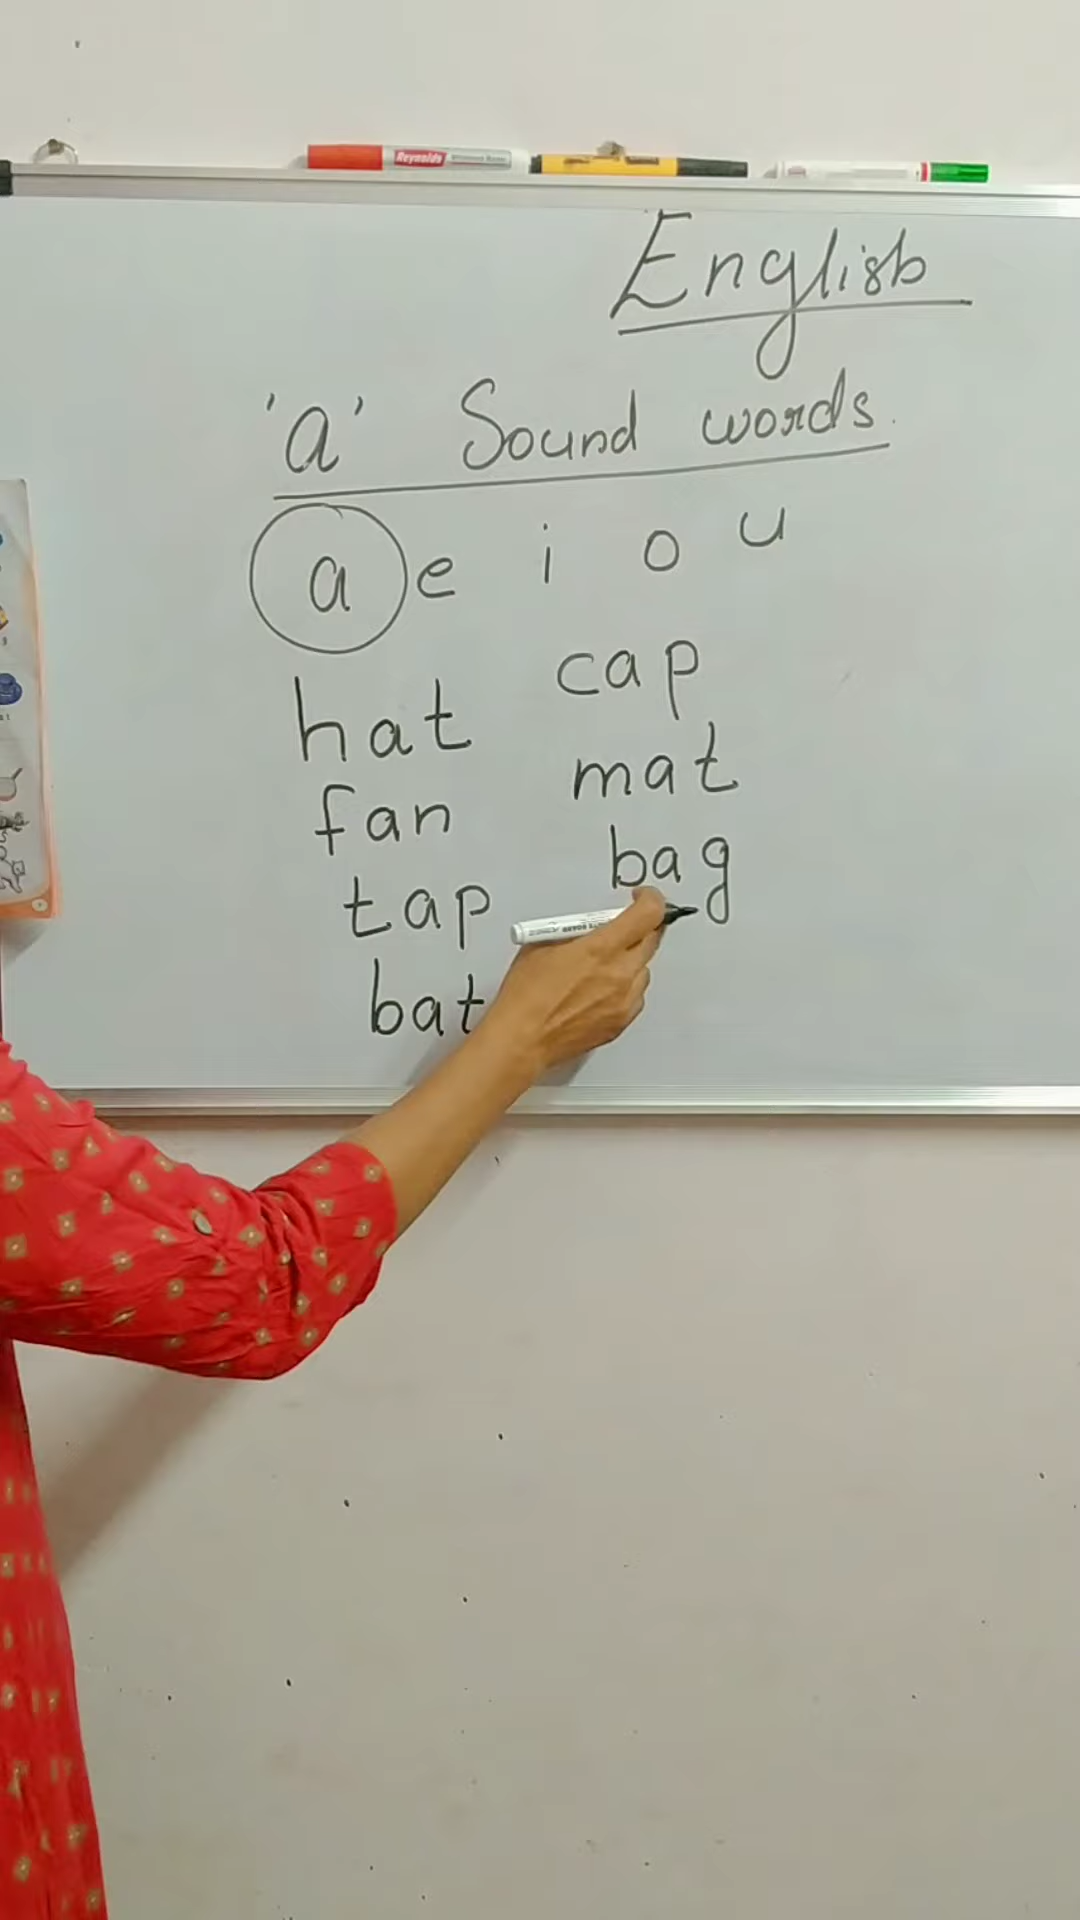 Reynolds
English
'a' Sound words.
a e i o u
hat cap
fan mat
tap bag
bat